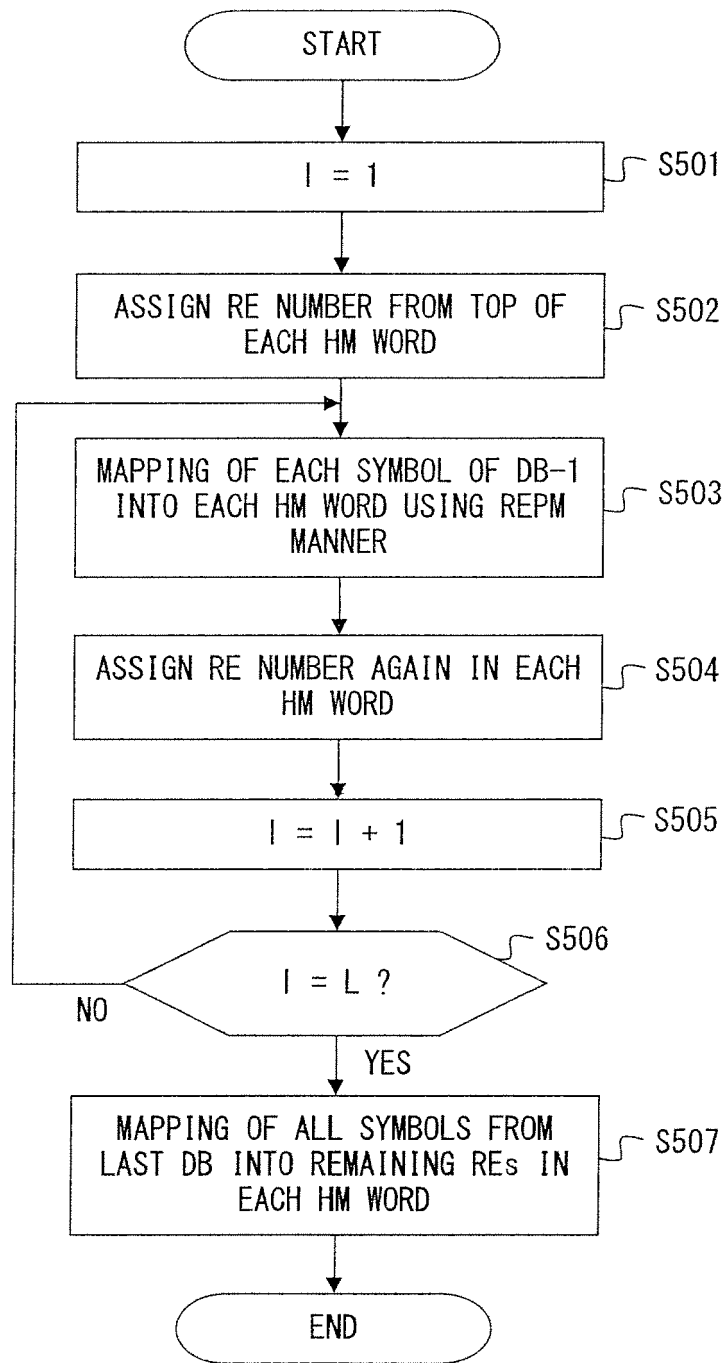 START
I = 1
S501
ASSIGN RE NUMBER FROM TOP OF
EACH HM WORD
S502
MAPPING OF EACH SYMBOL OF DB-1
INTO EACH HM WORD USING REPM
MANNER
S503
ASSIGN RE NUMBER AGAIN IN EACH
HM WORD
S504
I = I + 1
S505
I = L ?
S506
NO
YES
MAPPING OF ALL SYMBOLS FROM
LAST DB INTO REMAINING REs IN
EACH HM WORD
S507
END